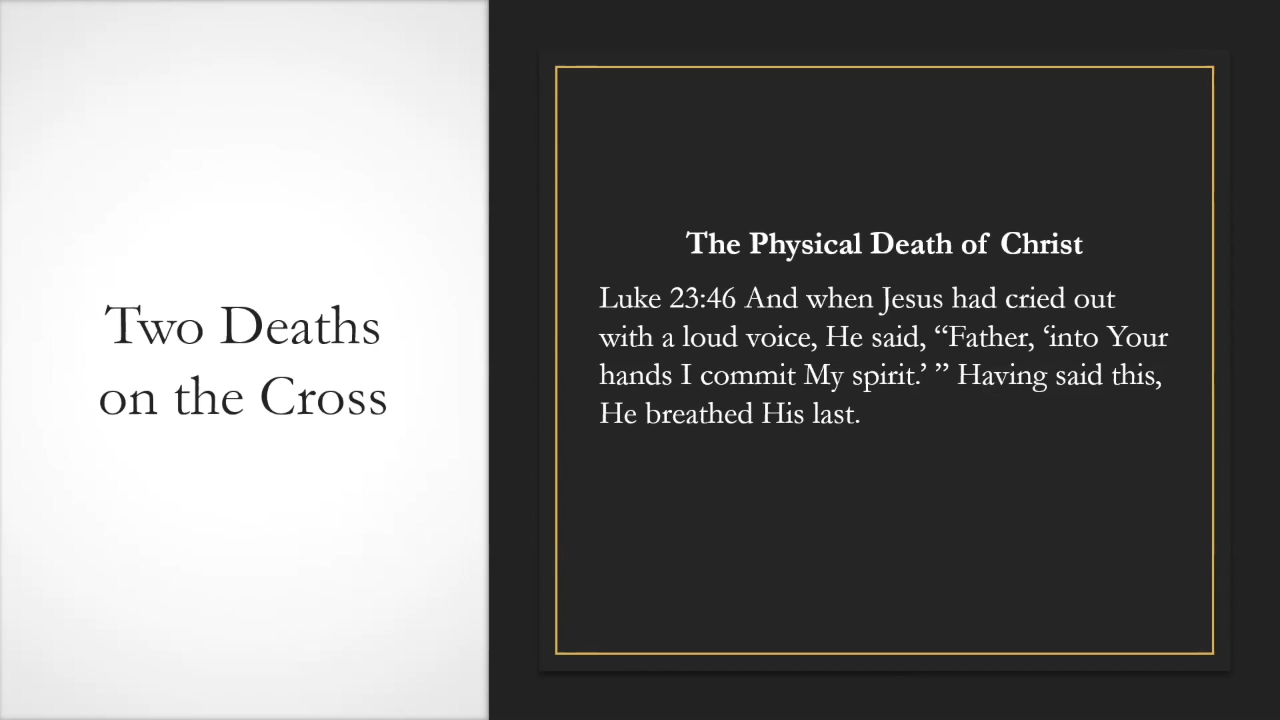 Two Deaths
on the Cross
The Physical Death of Christ
Luke 23:46 And when Jesus had cried out
with a loud voice, He said, “Father, ‘into Your
hands I commit My spirit.’ ” Having said this,
He breathed His last.